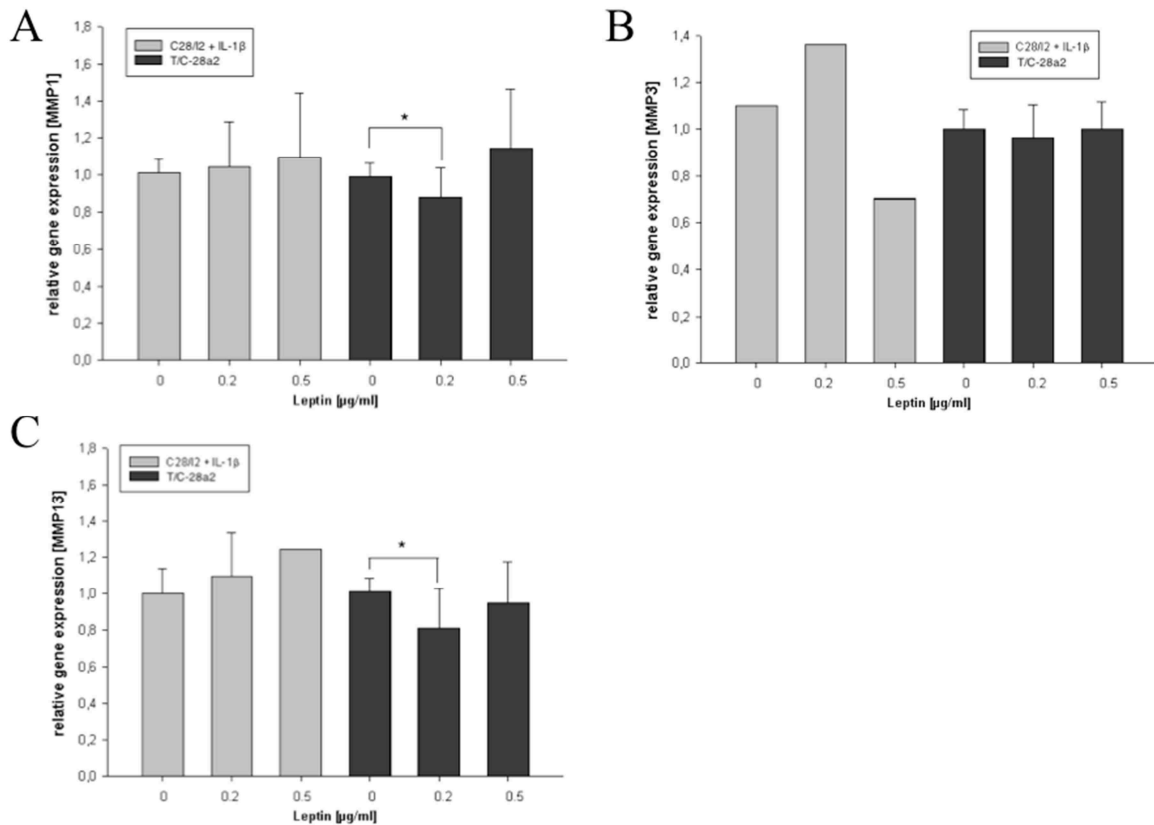 A
C28/I2 + IL-1β
T/C-28a2
relative gene expression [MMP1]
1,8
1,6
1,4
1,2
1,0
0,8
0,6
0,4
0,2
0,0
*
0 0.2 0.5 0 0.2 0.5
Leptin [µg/ml]
B
C28/I2 + IL-1β
T/C-28a2
relative gene expression [MMP3]
1,4
1,2
1,0
0,8
0,6
0,4
0,2
0,0
0 0.2 0.5 0 0.2 0.5
Leptin [µg/ml]
C
C28/I2 + IL-1β
T/C-28a2
relative gene expression [MMP13]
1,8
1,6
1,4
1,2
1,0
0,8
0,6
0,4
0,2
0,0
*
0 0.2 0.5 0 0.2 0.5
Leptin [µg/ml]